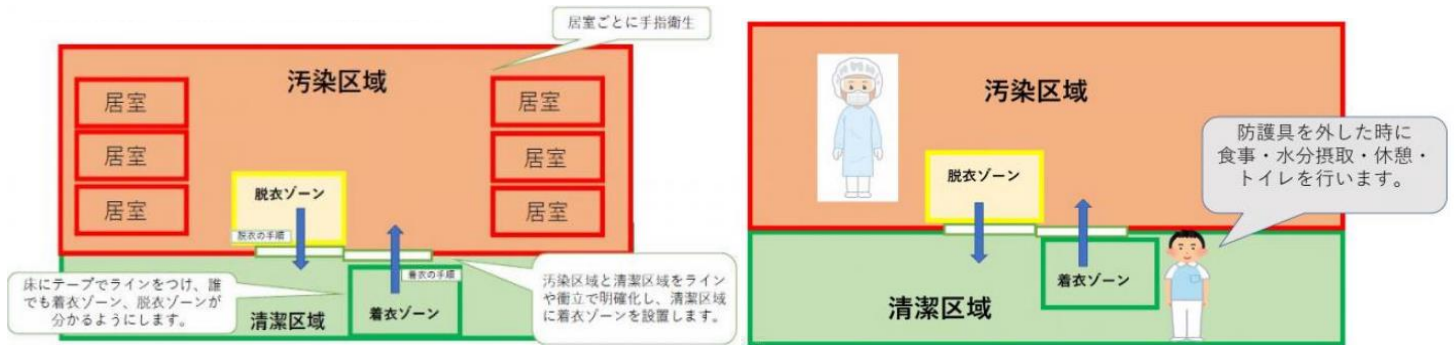 居室ごとに手指衛生
汚染区域
居室
居室
居室
居室
居室
居室
脱衣ゾーン
脱衣の手順
着衣の手順
床にテープでラインをつけ、誰
でも着衣ゾーン、脱衣ゾーンが
分かるようにします。
清潔区域
着衣ゾーン
汚染区域と清潔区域をライン
や衝立で明確化し、清潔区域
に着衣ゾーンを設置します。
汚染区域
防護具を外した時に
食事・水分摂取・休憩・
トイレを行います。
脱衣ゾーン
着衣ゾーン
清潔区域